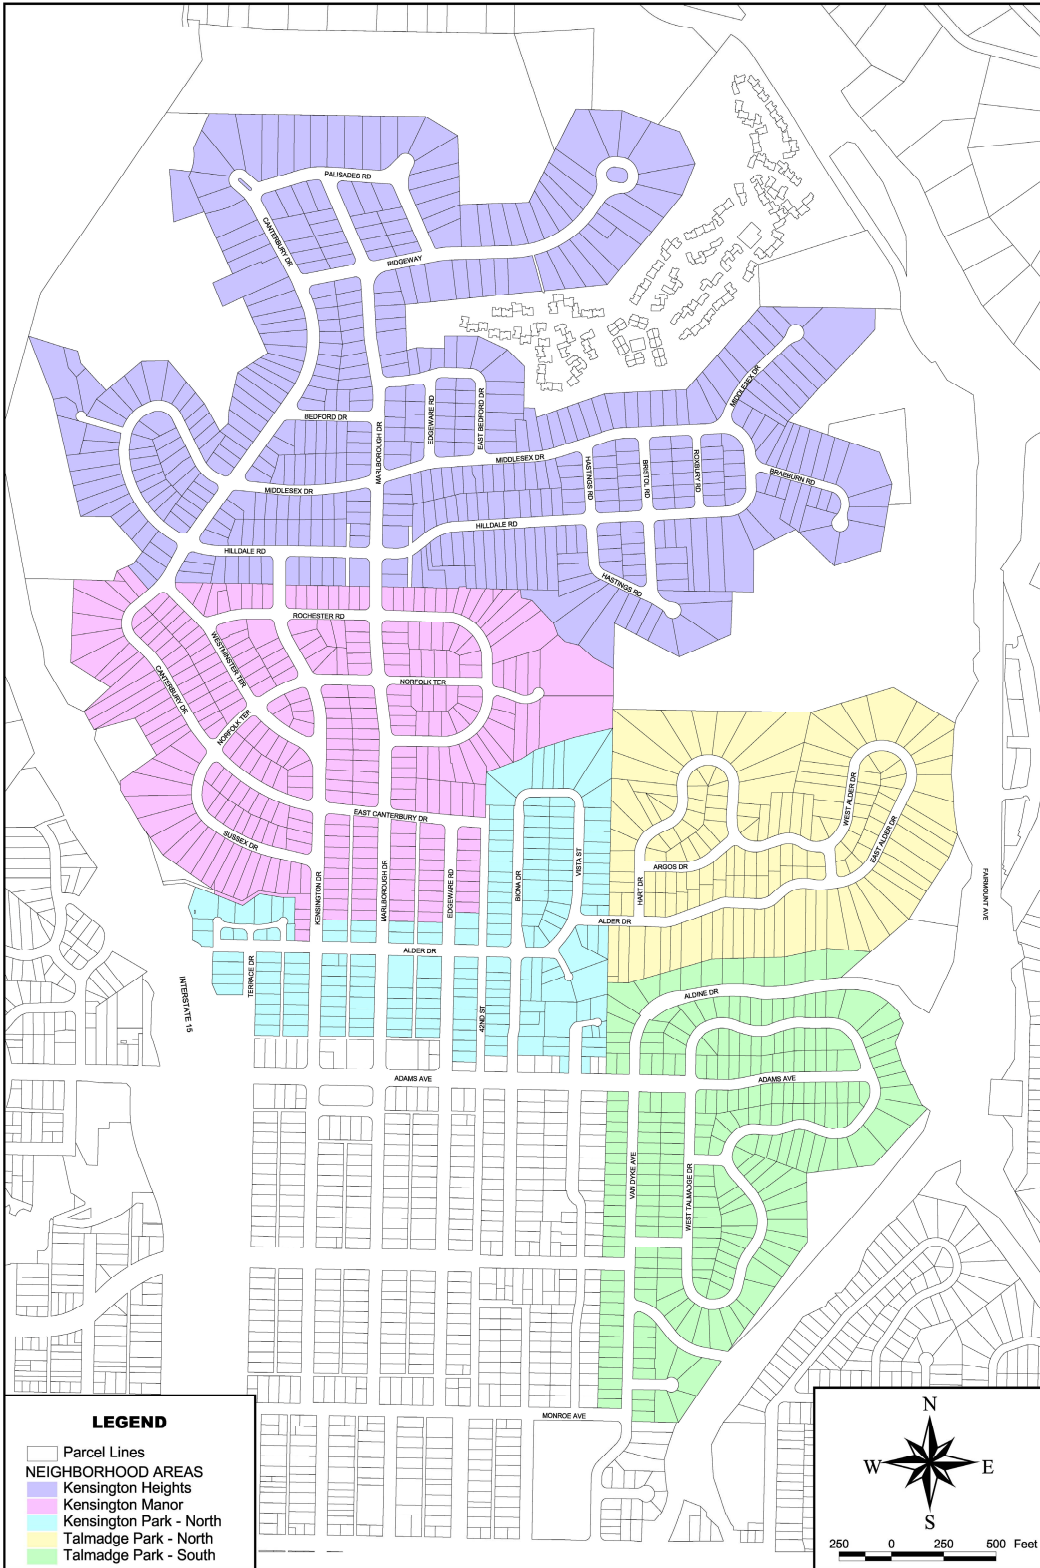 PALISADES RD
CANTERBURY DR
RIDGEWAY
MIDDLESEX DR
BEDFORD DR
EDGEWARE RD
EAST BEDFORD DR
MARLBOROUGH DR
MIDDLESEX DR
HASTINGS RD
BRISTOL RD
ROXBURY RD
BRAEBURN RD
MIDDLESEX DR
HILLDALE RD
HILLDALE RD
HASTINGS RD
ROCHESTER RD
WESTMINSTER TER
CANTERBURY DR
NORFOLK TER
NORFOLK TER
WEST ALDER DR
EAST CANTERBURY DR
SUSSEX DR
EAST ALDER DR
VISTA ST
ARGOS DR
KENSINGTON DR
MARLBOROUGH DR
EDGEWARE RD
BIONA DR
HART DR
FAIRMOUNT AVE
ALDER DR
ALDER DR
TERRACE DR
INTERSTATE 15
ALDINE DR
42ND ST
ADAMS AVE
ADAMS AVE
VAN DYKE AVE
WEST TALMADGE DR
MONROE AVE
LEGEND
Parcel Lines
NEIGHBORHOOD AREAS
Kensington Heights
Kensington Manor
Kensington Park - North
Talmadge Park - North
Talmadge Park - South
N
W E
S
250 0 250 500 Feet